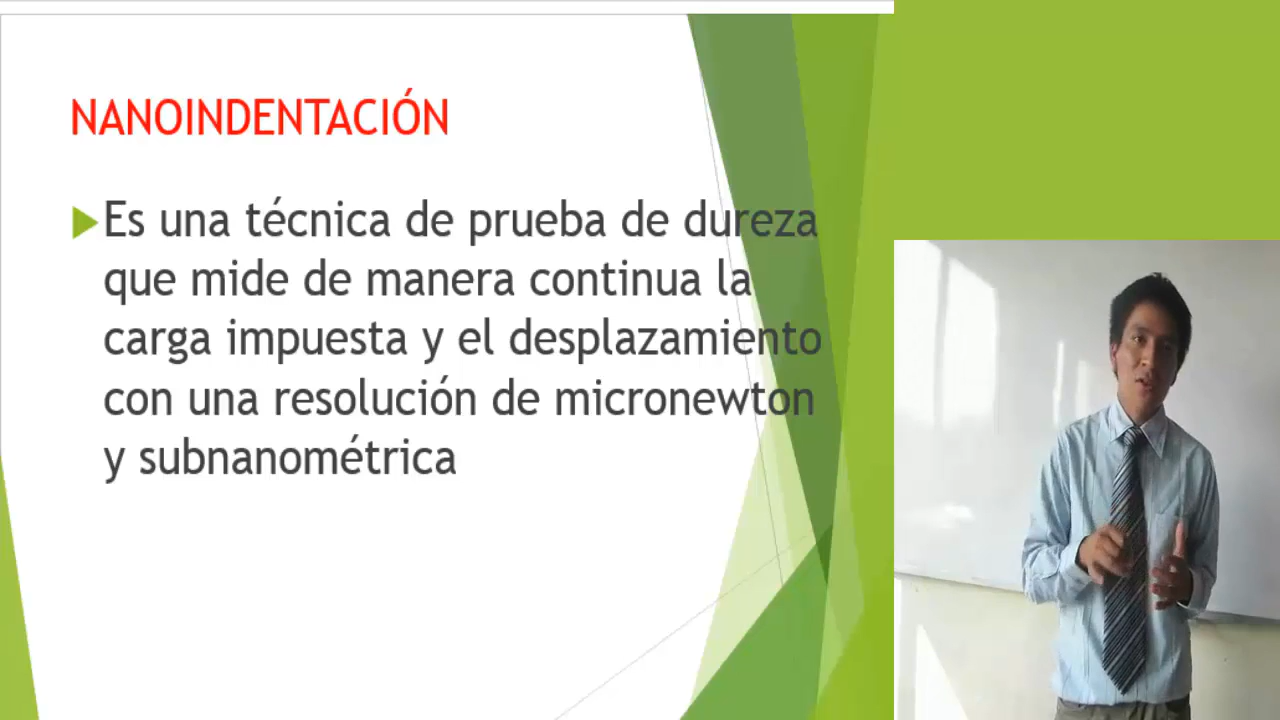 NANOINDENTACIÓN
Es una técnica de prueba de dureza
que mide de manera continua la
carga impuesta y el desplazamiento
con una resolución de micronewton
y subnanométrica